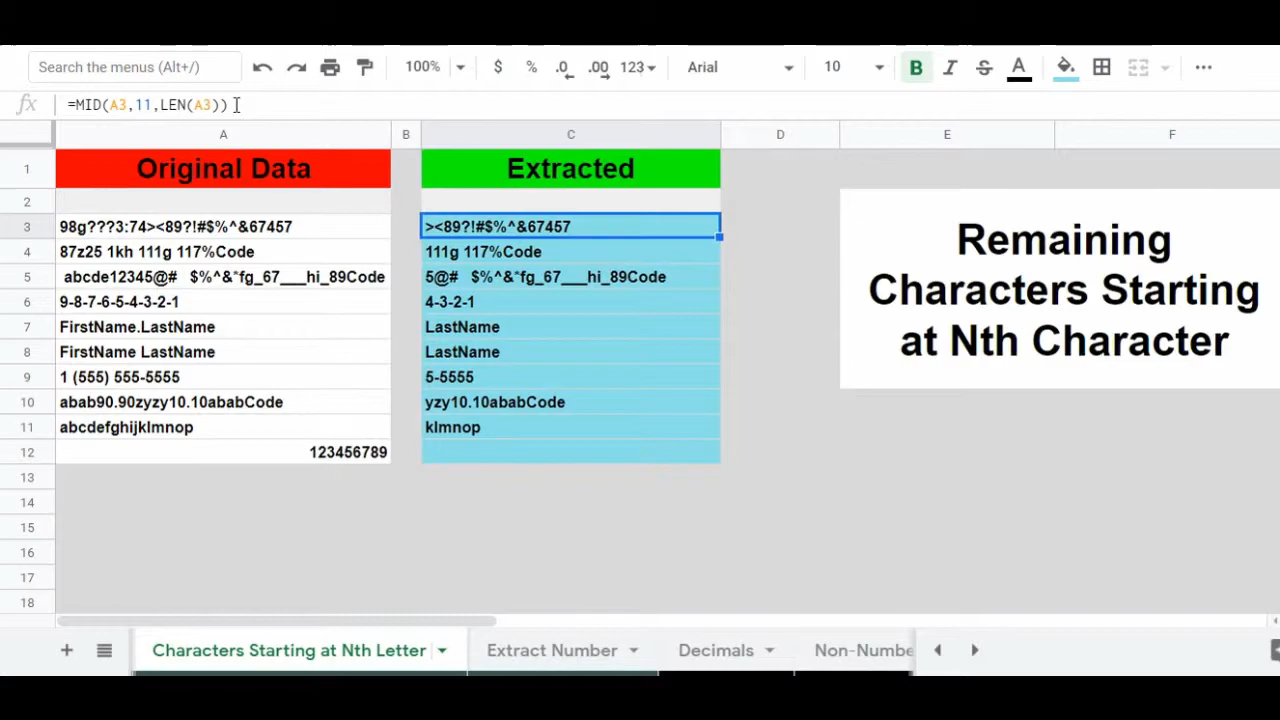 Search the menus (Alt+/)
100%
$
%
.0
.00
123
Arial
10
B
I
S
A
fx
=MID(A3,11,LEN(A3))
A
B
C
D
E
F
1
Original Data
Extracted
2
3
98g???3:74><89?!#$%^&67457
><89?!#$%^&67457
4
87z25 1kh 111g 117%Code
111g 117%Code
5
abcde12345@#   $%^&*fg_67___hi_89Code
5@#   $%^&*fg_67___hi_89Code
6
9-8-7-6-5-4-3-2-1
4-3-2-1
7
FirstName.LastName
LastName
8
FirstName LastName
LastName
9
1 (555) 555-5555
5-5555
10
abab90.90zyzy10.10ababCode
yzy10.10ababCode
11
abcdefghijklmnop
klmnop
12
123456789
13
14
15
16
17
18
Remaining
Characters Starting
at Nth Character
Characters Starting at Nth Letter
Extract Number
Decimals
Non-Numbe